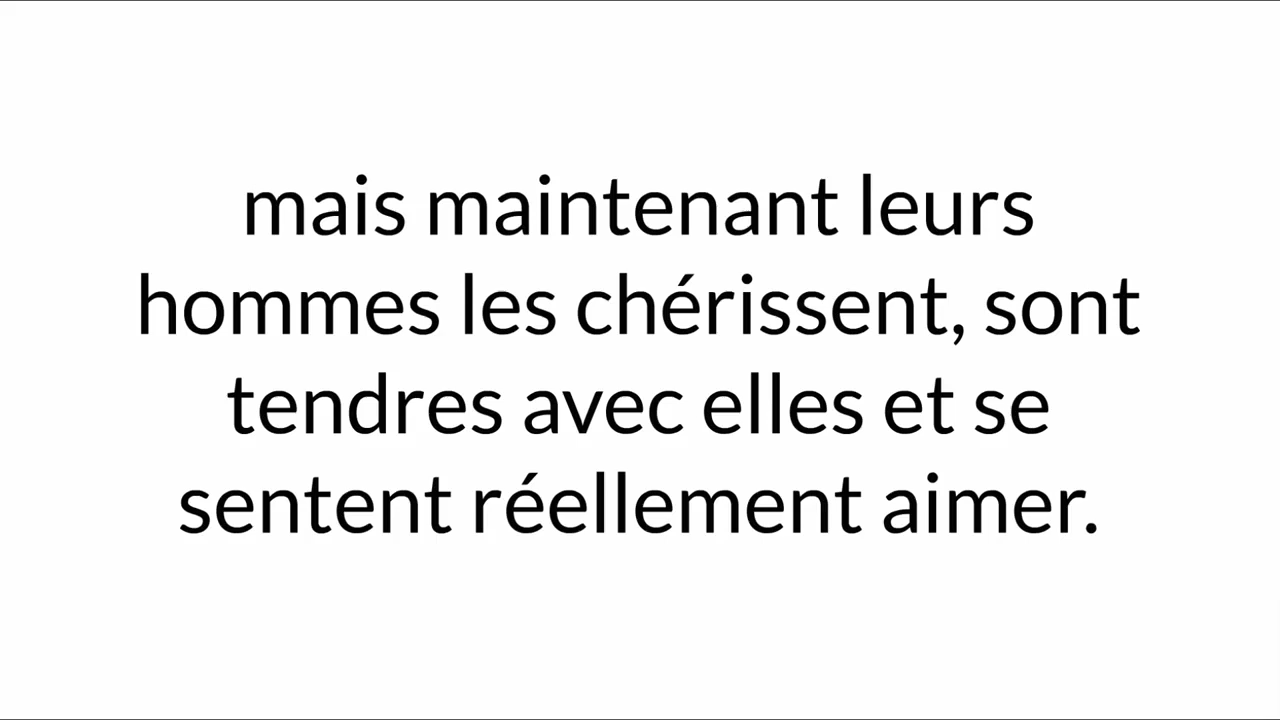 mais maintenant leurs
hommes les chérissent, sont
tendres avec elles et se
sentent réellement aimer.